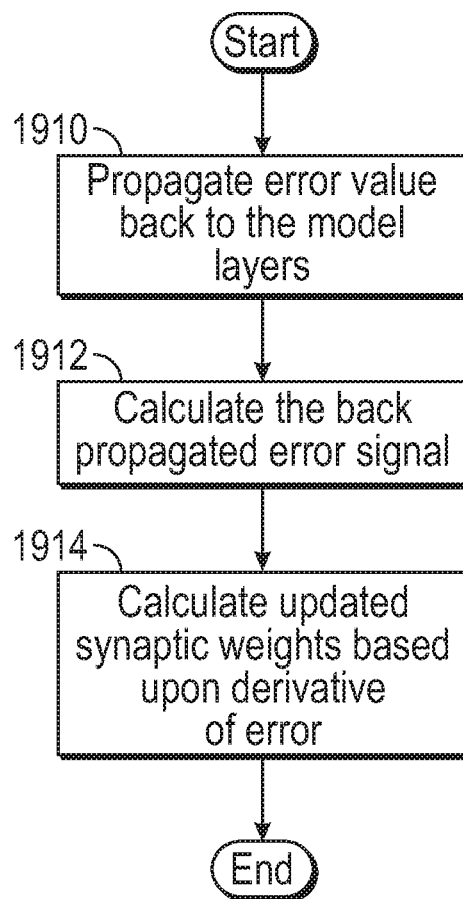 Start
1910
Propagate error value
back to the model
layers
1912
Calculate the back
propagated error signal
1914
Calculate updated
synaptic weights based
upon derivative
of error
End